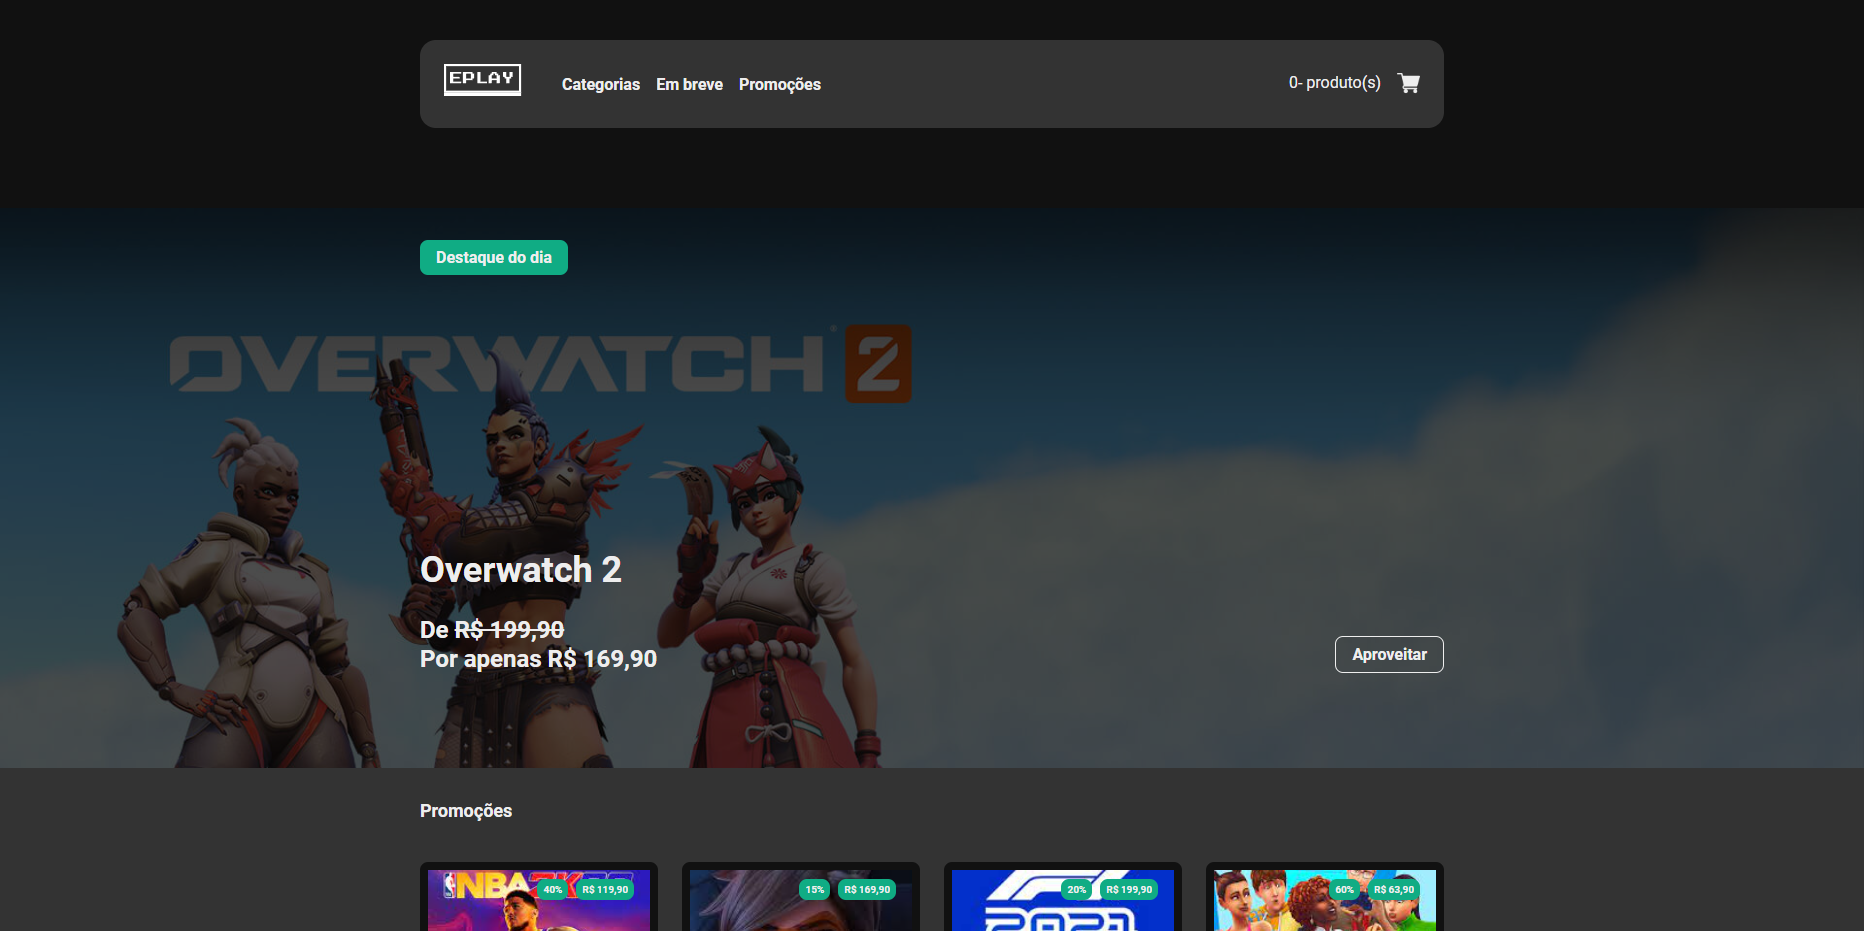 EPLAY
Categorias Em breve Promoções
0- produto(s)
Destaque do dia
OVERWATCH 2
Overwatch 2
De R$ 199,90
Por apenas R$ 169,90
Aproveitar
Promoções
NBA 2K
40% R$ 119,90
15% R$ 169,90
20% R$ 199,90
2021
60% R$ 63,90